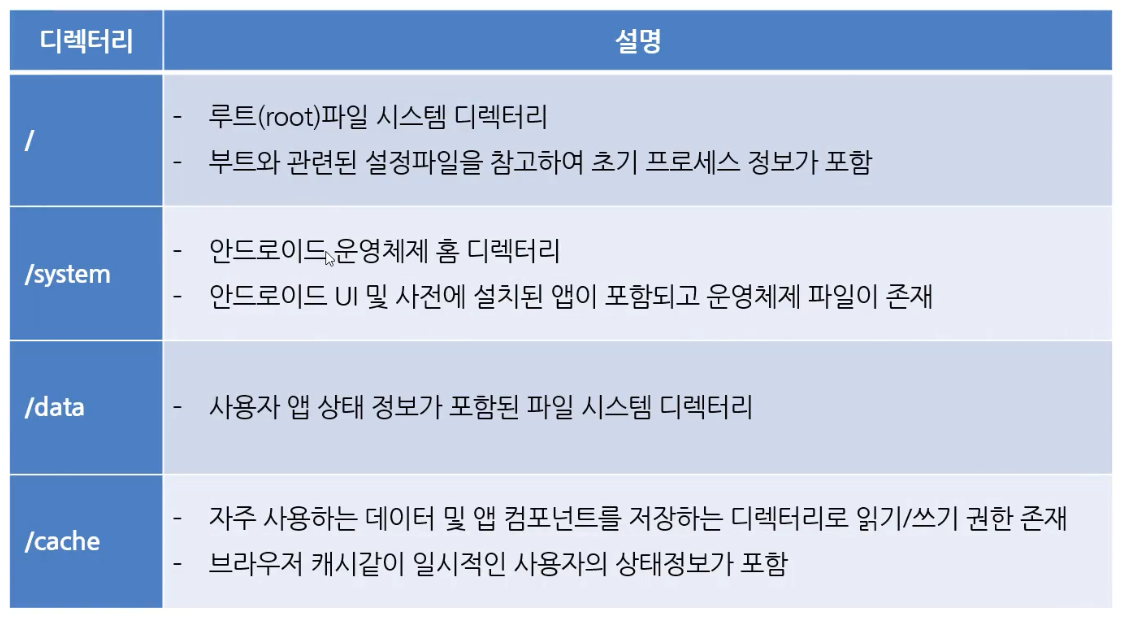 디렉터리 설명
/
- 루트(root)파일 시스템 디렉터리
- 부트와 관련된 설정파일을 참고하여 초기 프로세스 정보가 포함
/system
- 안드로이드 운영체제 홈 디렉터리
- 안드로이드 UI 및 사전에 설치된 앱이 포함되고 운영체제 파일이 존재
/data
- 사용자 앱 상태 정보가 포함된 파일 시스템 디렉터리
/cache
- 자주 사용하는 데이터 및 앱 컴포넌트를 저장하는 디렉터리로 읽기/쓰기 권한 존재
- 브라우저 캐시같이 일시적인 사용자의 상태정보가 포함